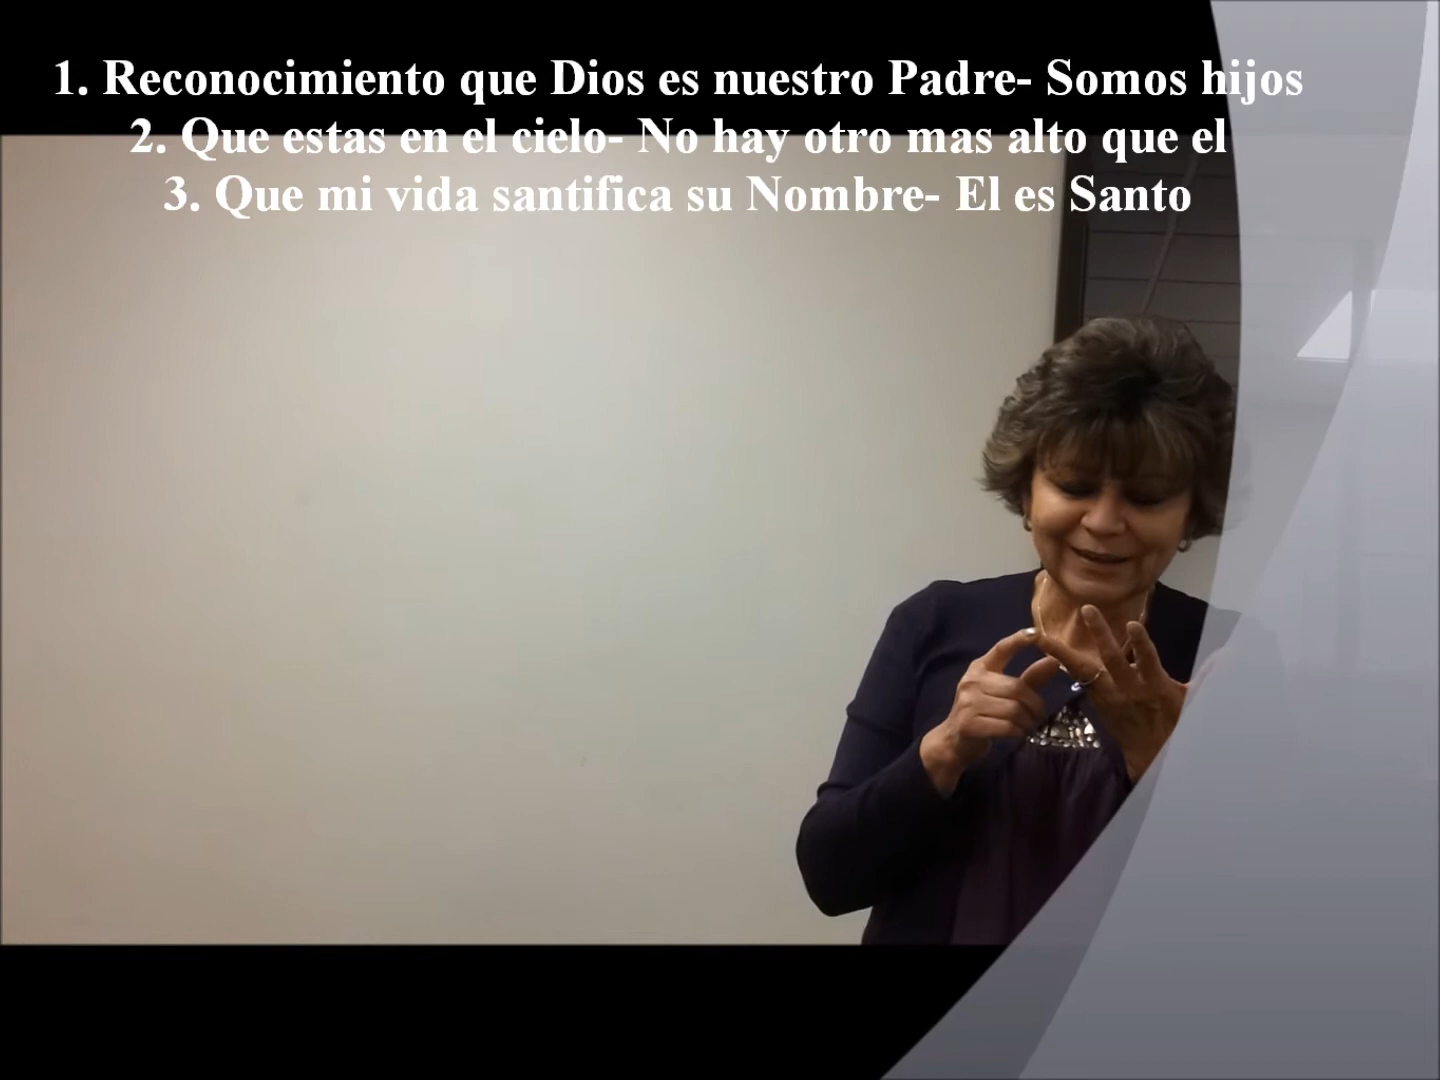 1. Reconocimiento que Dios es nuestro Padre- Somos hijos
2. Que estas en el cielo- No hay otro mas alto que el
3. Que mi vida santifica su Nombre- El es Santo